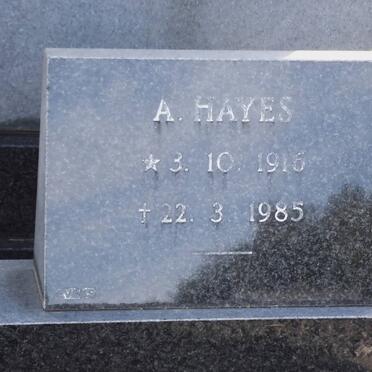 A. HAYES
★ 3. 10. 1916
† 22. 3. 1985